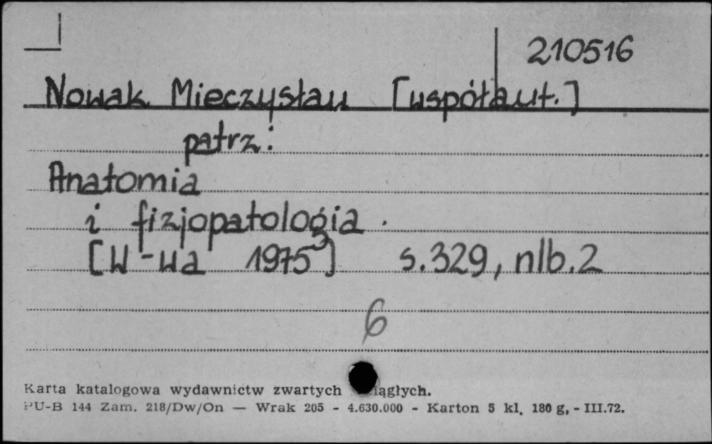 210516
Nowak Mieczysław [współaut.]
patrz:
Anatomia
i fizjopatologia.
[W-wa 1975] s.329, nlb.2
6
Karta katalogowa wydawnictw zwartych iągłych.
PU-B 144 Zam. 218/Dw/On — Wrak 205 - 4.630.000 - Karton 5 kl. 180 g, - III.72.